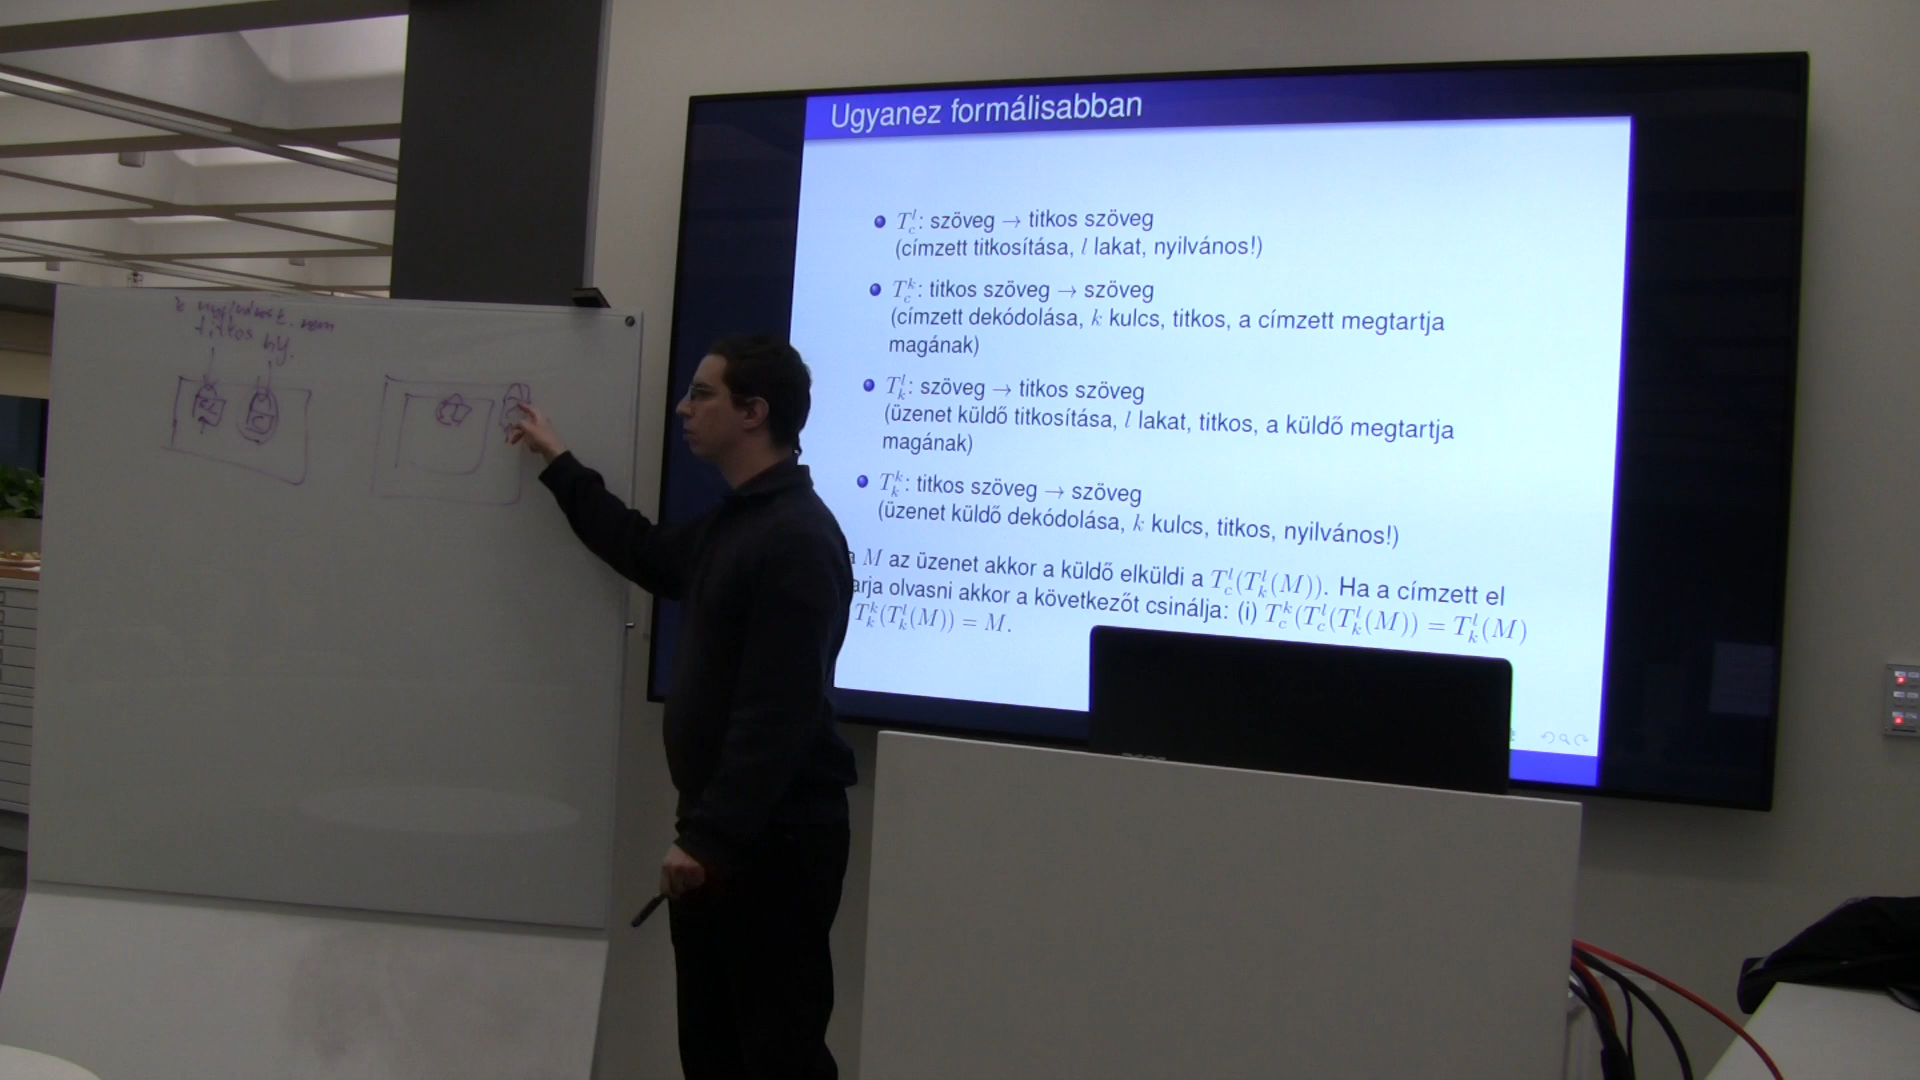 titkos hy.
Ugyanez formálisabban
T_c^l: szöveg → titkos szöveg
(címzett titkosítása, l lakat, nyilvános!)
T_c^k: titkos szöveg → szöveg
(címzett dekódolása, k kulcs, titkos, a címzett megtartja
magának)
T_k^l: szöveg → titkos szöveg
(üzenet küldő titkosítása, l lakat, titkos, a küldő megtartja
magának)
T_k^k: titkos szöveg → szöveg
(üzenet küldő dekódolása, k kulcs, titkos, nyilvános!)
M az üzenet akkor a küldő elküldi a T_c^l(T_k^l(M)). Ha a címzett el
arja olvasni akkor a következőt csinálja: (i) T_c^k(T_c^l(T_k^l(M)) = T_k^l(M)
T_k^k(T_k^l(M)) = M.